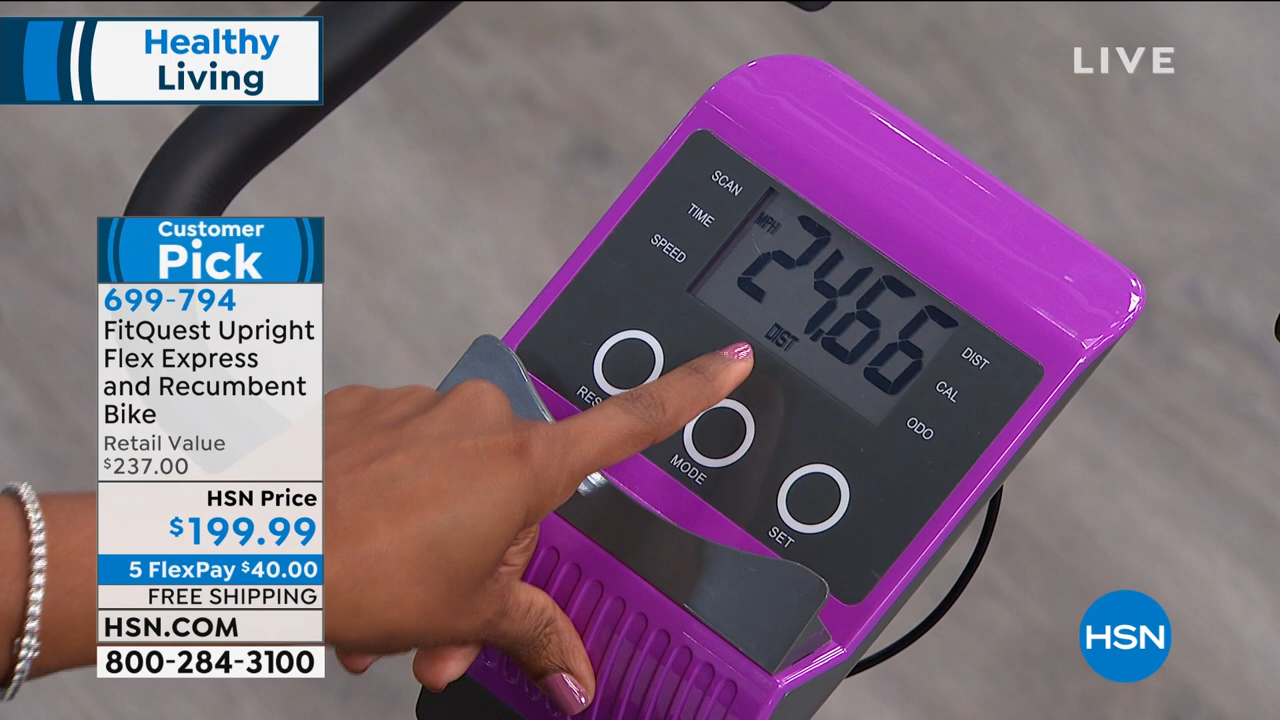 Healthy
Living
LIVE
Customer
Pick
699-794
FitQuest Upright
Flex Express
and Recumbent
Bike
Retail Value
$237.00
HSN Price
$199.99
5 FlexPay $40.00
FREE SHIPPING
HSN.COM
800-284-3100
SCAN
TIME
SPEED
MPH
24.66
DIST
DIST
CAL
ODO
RES
MODE
SET
HSN